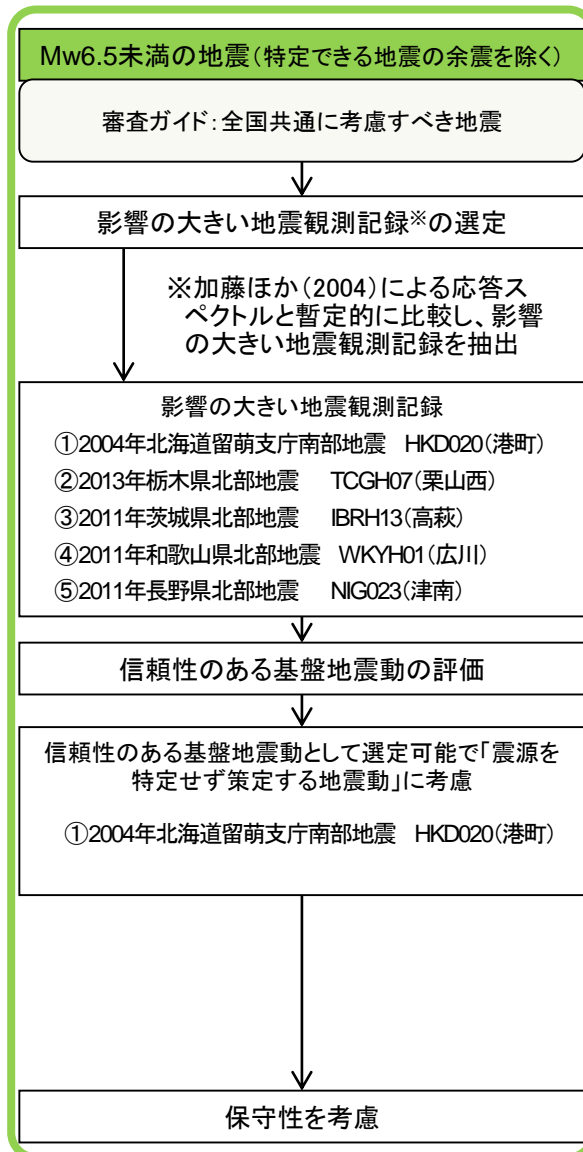 Mw6.5未満の地震(特定できる地震の余震を除く)
審査ガイド:全国共通に考慮すべき地震
影響の大きい地震観測記録※の選定
※加藤ほか(2004)による応答ス
ペクトルと暫定的に比較し、影響
の大きい地震観測記録を抽出
影響の大きい地震観測記録
①2004年北海道留萌支庁南部地震 HKD020(港町)
②2013年栃木県北部地震 TCGH07(栗山西)
③2011年茨城県北部地震 IBRH13(高萩)
④2011年和歌山県北部地震 WKYH01(広川)
⑤2011年長野県北部地震 NIG023(津南)
信頼性のある基盤地震動の評価
信頼性のある基盤地震動として選定可能で「震源を
特定せず策定する地震動」に考慮
①2004年北海道留萌支庁南部地震 HKD020(港町)
保守性を考慮